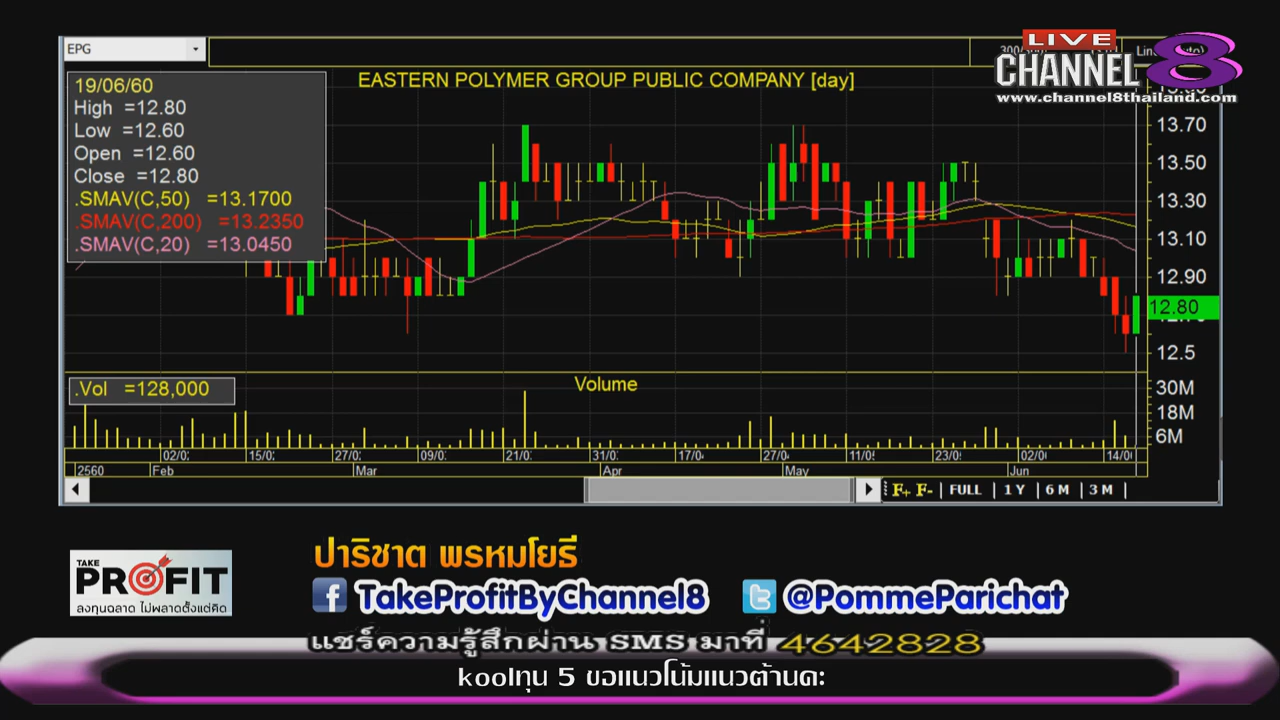 EPG
LIVE
CHANNEL 8
www.channel8thailand.com
EASTERN POLYMER GROUP PUBLIC COMPANY [day]
19/06/60
High =12.80
Low =12.60
Open =12.60
Close =12.80
.SMAV(C,50) =13.1700
.SMAV(C,200) =13.2350
.SMAV(C,20) =13.0450
13.70
13.50
13.30
13.10
12.90
12.80
12.5
.Vol =128,000
Volume
30M
18M
6M
02/0 15/0 27/0 09/0 21/0 31/0 17/0 27/0 11/0 23/0 02/0 14/0
2560 Feb Mar Apr May Jun
F+ F- FULL 1 Y 6 M 3 M
TAKE
PROFIT
ลงทุนฉลาด ไม่พลาดตั้งแต่คิด
ปาริชาต พรหมโยธี
TakeProfitByChannel8 @PommeParichat
แชร์ความรู้สึกผ่าน SMS มาที่ 4642828
koolทุน 5 ขอแนวโน้มแนวต้านคะ